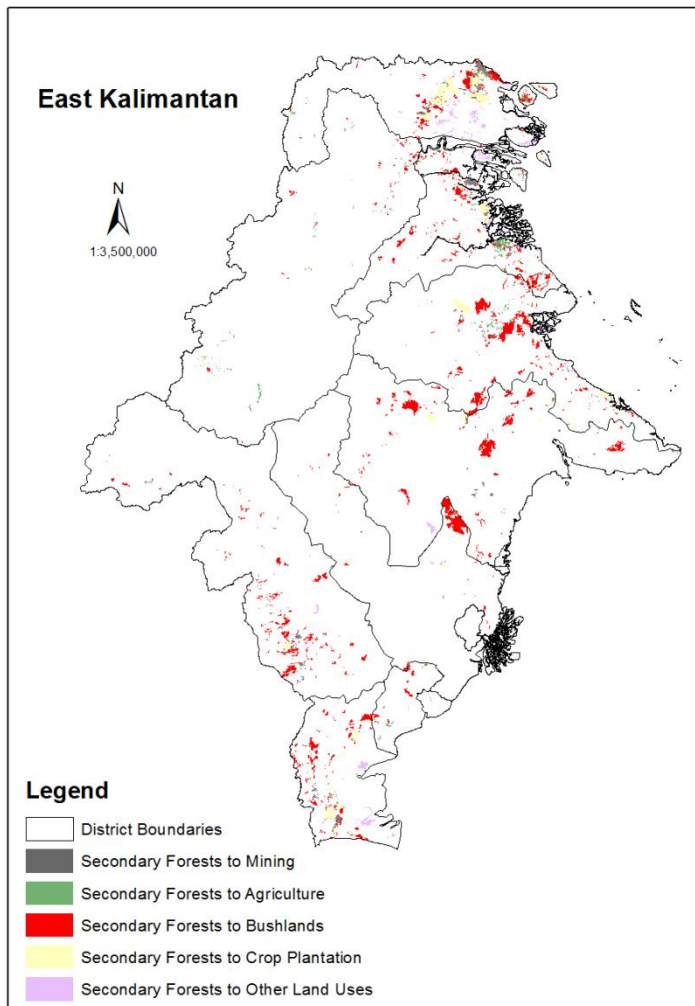 East Kalimantan
N
1:3,500,000
Legend
District Boundaries
Secondary Forests to Mining
Secondary Forests to Agriculture
Secondary Forests to Bushlands
Secondary Forests to Crop Plantation
Secondary Forests to Other Land Uses